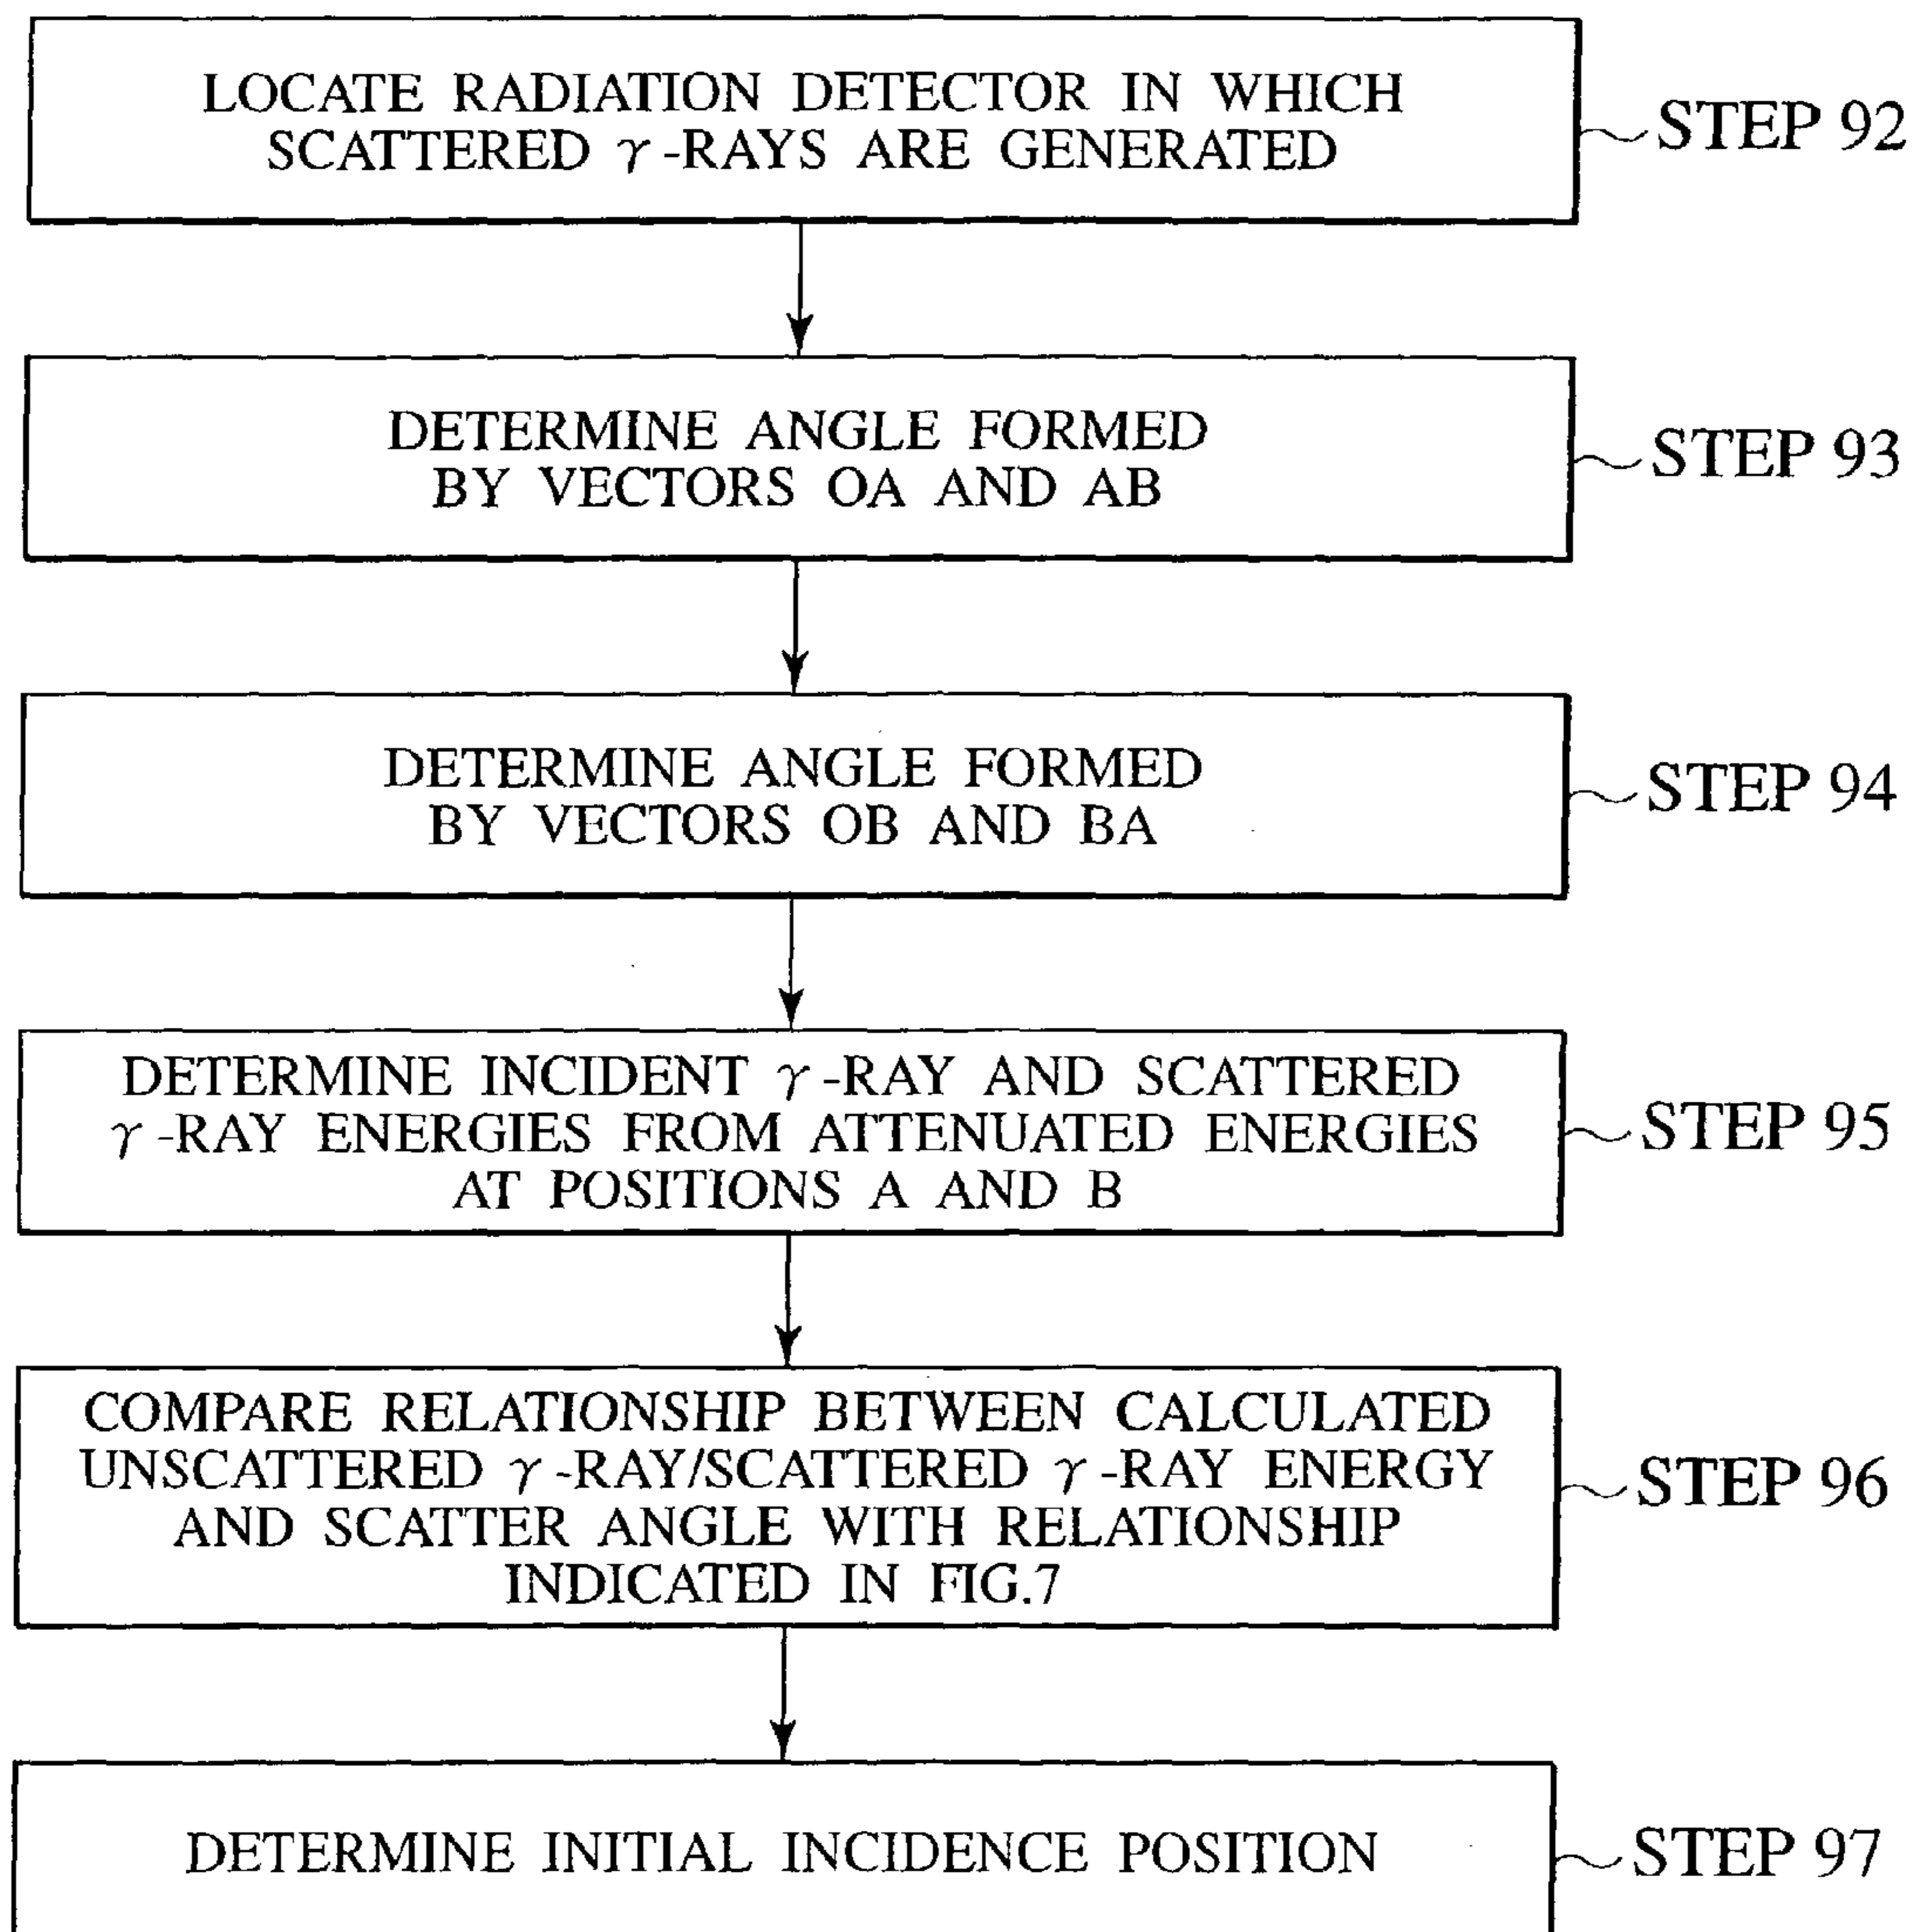 LOCATE RADIATION DETECTOR IN WHICH
SCATTERED γ-RAYS ARE GENERATED
STEP 92
DETERMINE ANGLE FORMED
BY VECTORS OA AND AB
STEP 93
DETERMINE ANGLE FORMED
BY VECTORS OB AND BA
STEP 94
DETERMINE INCIDENT γ-RAY AND SCATTERED
γ-RAY ENERGIES FROM ATTENUATED ENERGIES
AT POSITIONS A AND B
STEP 95
COMPARE RELATIONSHIP BETWEEN CALCULATED
UNSCATTERED γ-RAY/SCATTERED γ-RAY ENERGY
AND SCATTER ANGLE WITH RELATIONSHIP
INDICATED IN FIG.7
STEP 96
DETERMINE INITIAL INCIDENCE POSITION
STEP 97